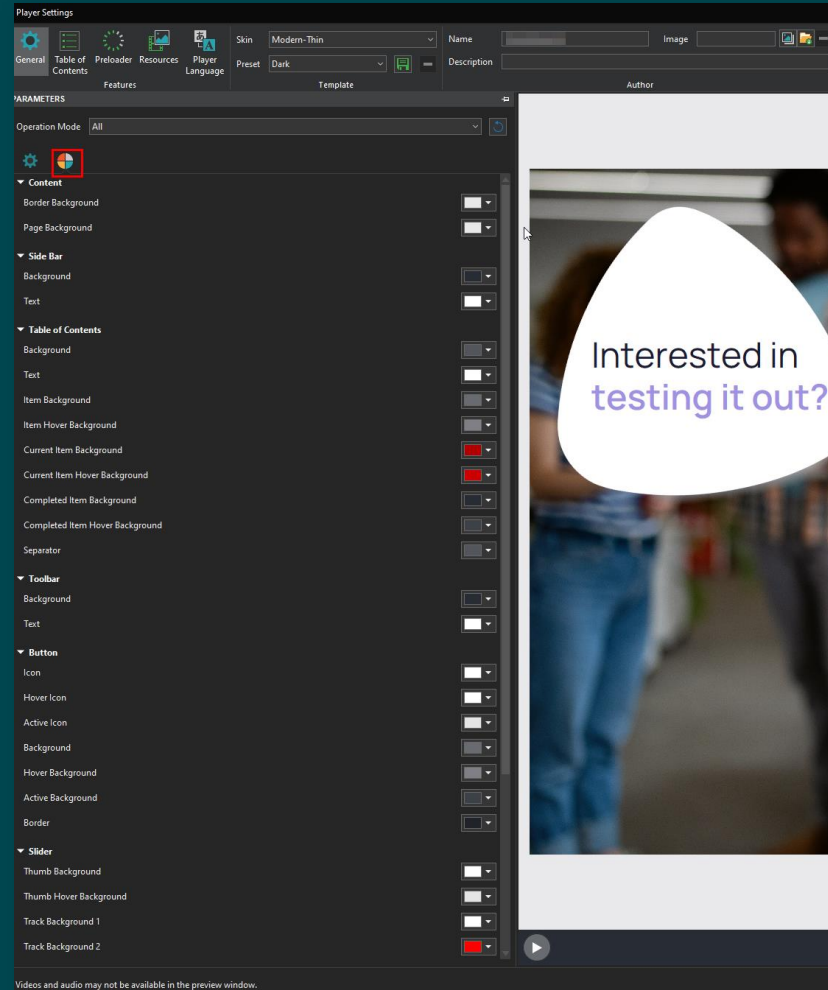 Player Settings
General
Table of Contents
Preloader
Resources
Player Language
Features
Skin Modern-Thin
Preset Dark
Template
Name
Image
Description
Author
PARAMETERS
Operation Mode All
Content
Border Background
Page Background
Side Bar
Background
Text
Table of Contents
Background
Text
Item Background
Item Hover Background
Current Item Background
Current Item Hover Background
Completed Item Background
Completed Item Hover Background
Separator
Toolbar
Background
Text
Button
Icon
Hover Icon
Active Icon
Background
Hover Background
Active Background
Border
Slider
Thumb Background
Thumb Hover Background
Track Background 1
Track Background 2
Interested in
testing it out?
Videos and audio may not be available in the preview window.